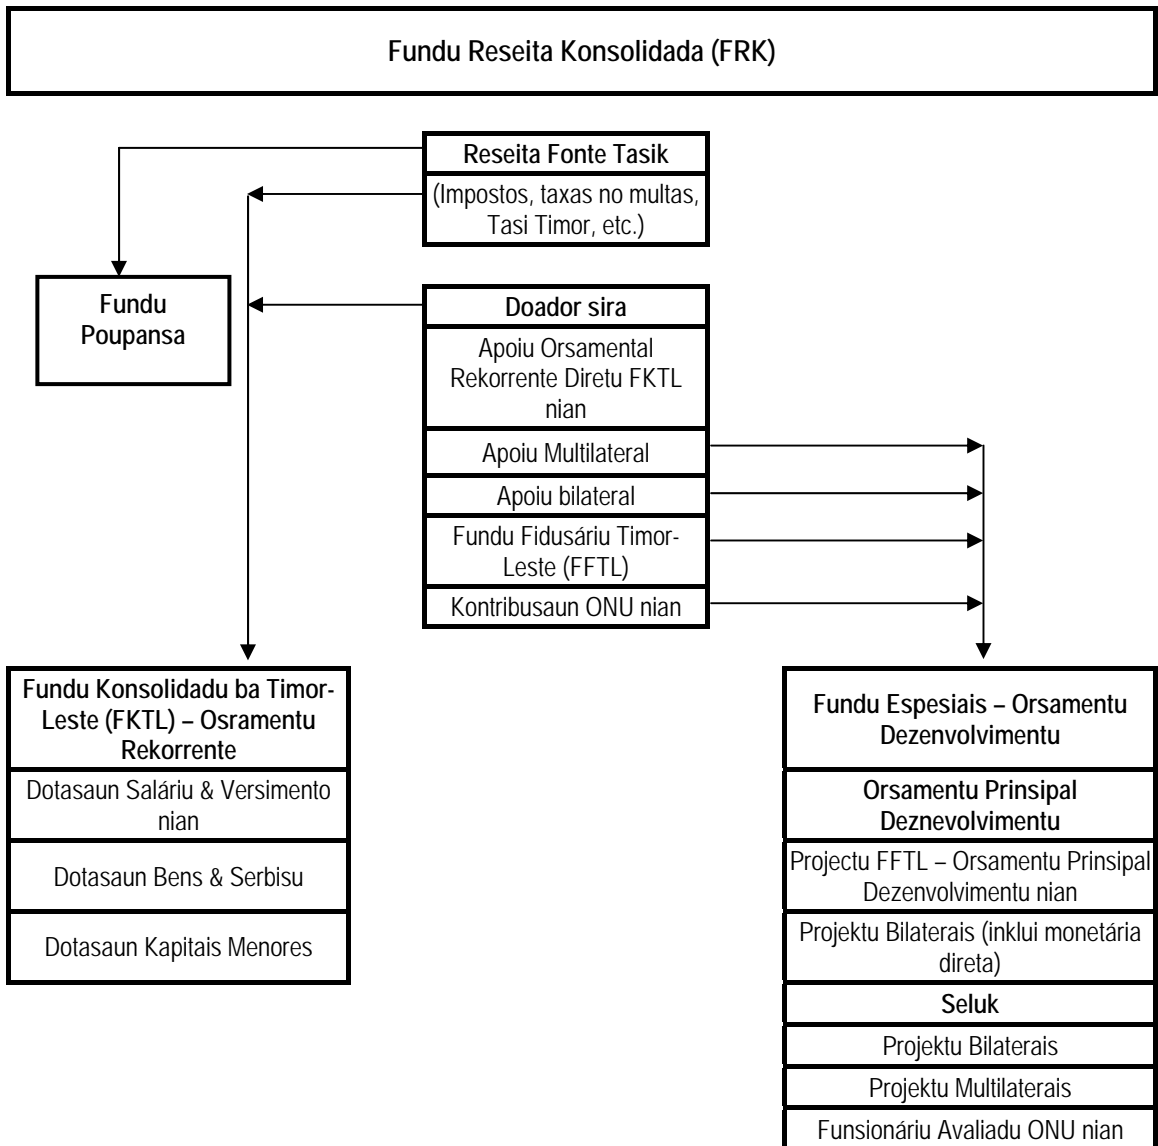 Fundu Reseita Konsolidada (FRK)
Reseita Fonte Tasik
(Impostos, taxas no multas,
Tasi Timor, etc.)
Fundu
Poupansa
Doador sira
Apoiu Orsamental
Rekorrente Diretu FKTL
nian
Apoiu Multilateral
Apoiu bilateral
Fundu Fidusáriu Timor-
Leste (FFTL)
Kontribusaun ONU nian
Fundu Konsolidadu ba Timor-
Leste (FKTL) – Osramentu
Rekorrente
Dotasaun Saláriu & Versimento
nian
Dotasaun Bens & Serbisu
Dotasaun Kapitais Menores
Fundu Espesiais – Orsamentu
Dezenvolvimentu
Orsamentu Prinsipal
Deznevolvimentu
Projectu FFTL – Orsamentu Prinsipal
Dezenvolvimentu nian
Projektu Bilaterais (inklui monetária
direta)
Seluk
Projektu Bilaterais
Projektu Multilaterais
Funsionáriu Avaliadu ONU nian